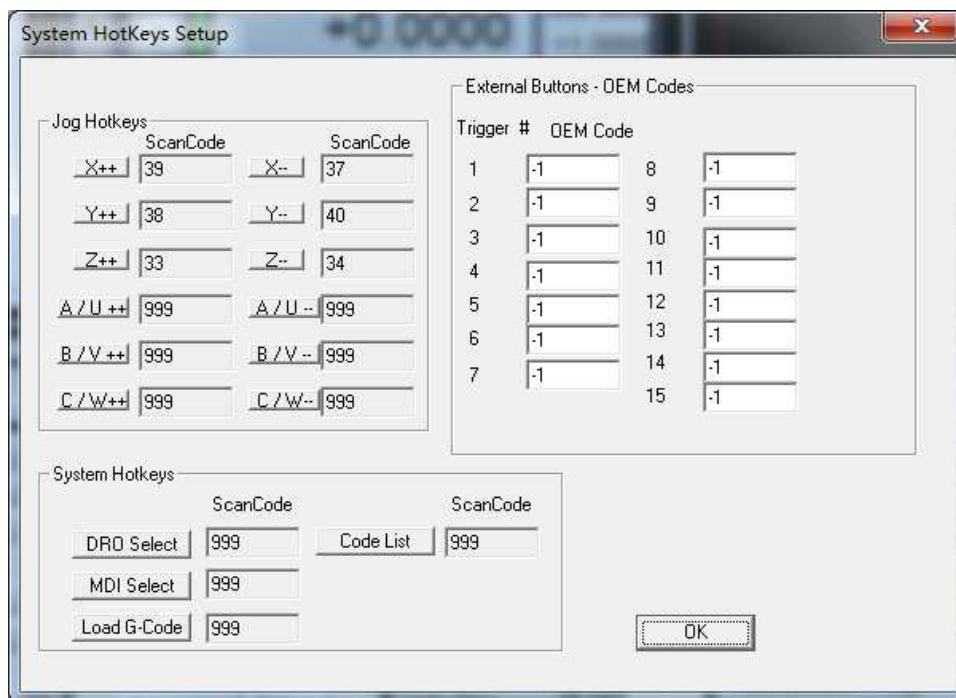 System HotKeys Setup
+0.0000
Jog Hotkeys
ScanCode ScanCode
X++ 39 X-- 37
Y++ 38 Y-- 40
Z++ 33 Z-- 34
A / U ++ 999 A / U -- 999
B / V ++ 999 B / V -- 999
C / W++ 999 C / W-- 999
External Buttons - OEM Codes
Trigger # OEM Code
1 -1 8 -1
2 -1 9 -1
3 -1 10 -1
4 -1 11 -1
5 -1 12 -1
6 -1 13 -1
7 -1 14 -1
15 -1
System Hotkeys
ScanCode ScanCode
DRO Select 999 Code List 999
MDI Select 999
Load G-Code 999
OK